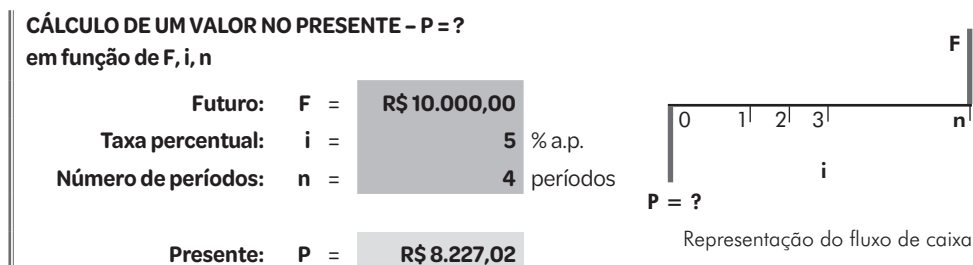 CÁLCULO DE UM VALOR NO PRESENTE – P = ?
em função de F, i, n
Futuro: F = R$ 10.000,00
Taxa percentual: i = 5 % a.p.
Número de períodos: n = 4 períodos
Presente: P = R$ 8.227,02
F
0 1 2 3 n
i
P = ?
Representação do fluxo de caixa